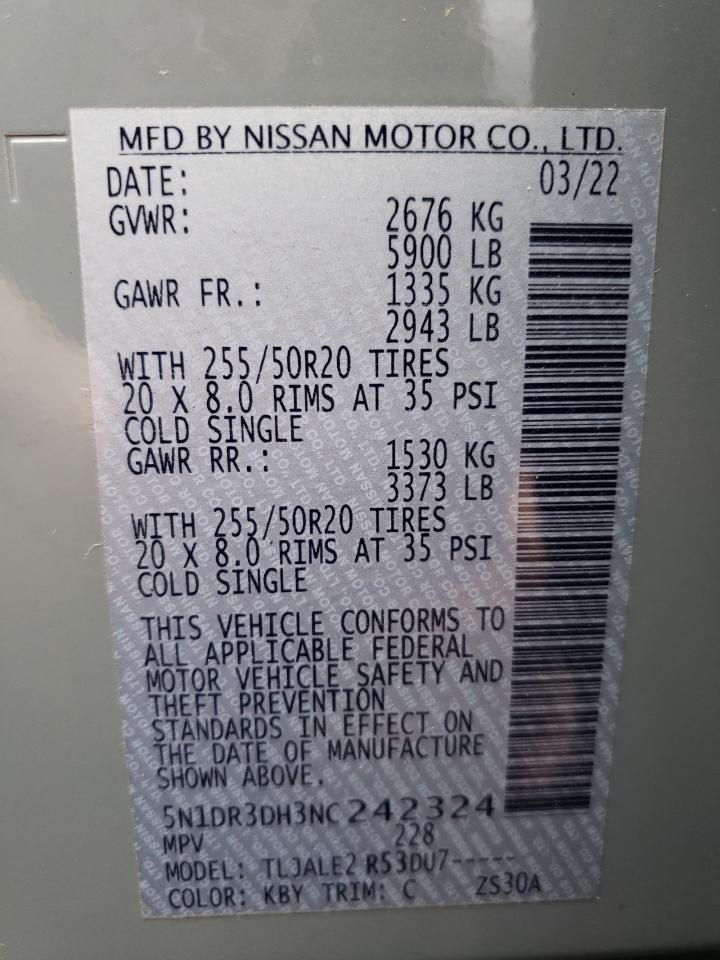 MFD BY NISSAN MOTOR CO., LTD.
DATE: 03/22
GVWR: 2676 KG
5900 LB
GAWR FR.: 1335 KG
2943 LB
WITH 255/50R20 TIRES
20 X 8.0 RIMS AT 35 PSI
COLD SINGLE
GAWR RR.: 1530 KG
3373 LB
WITH 255/50R20 TIRES
20 X 8.0 RIMS AT 35 PSI
COLD SINGLE
THIS VEHICLE CONFORMS TO
ALL APPLICABLE FEDERAL
MOTOR VEHICLE SAFETY AND
THEFT PREVENTION
STANDARDS IN EFFECT ON
THE DATE OF MANUFACTURE
SHOWN ABOVE.
5N1DR3DH3NC242324
MPV 228
MODEL: TLJALE2 R53DU7-----
COLOR: KBY TRIM: C ZS30A